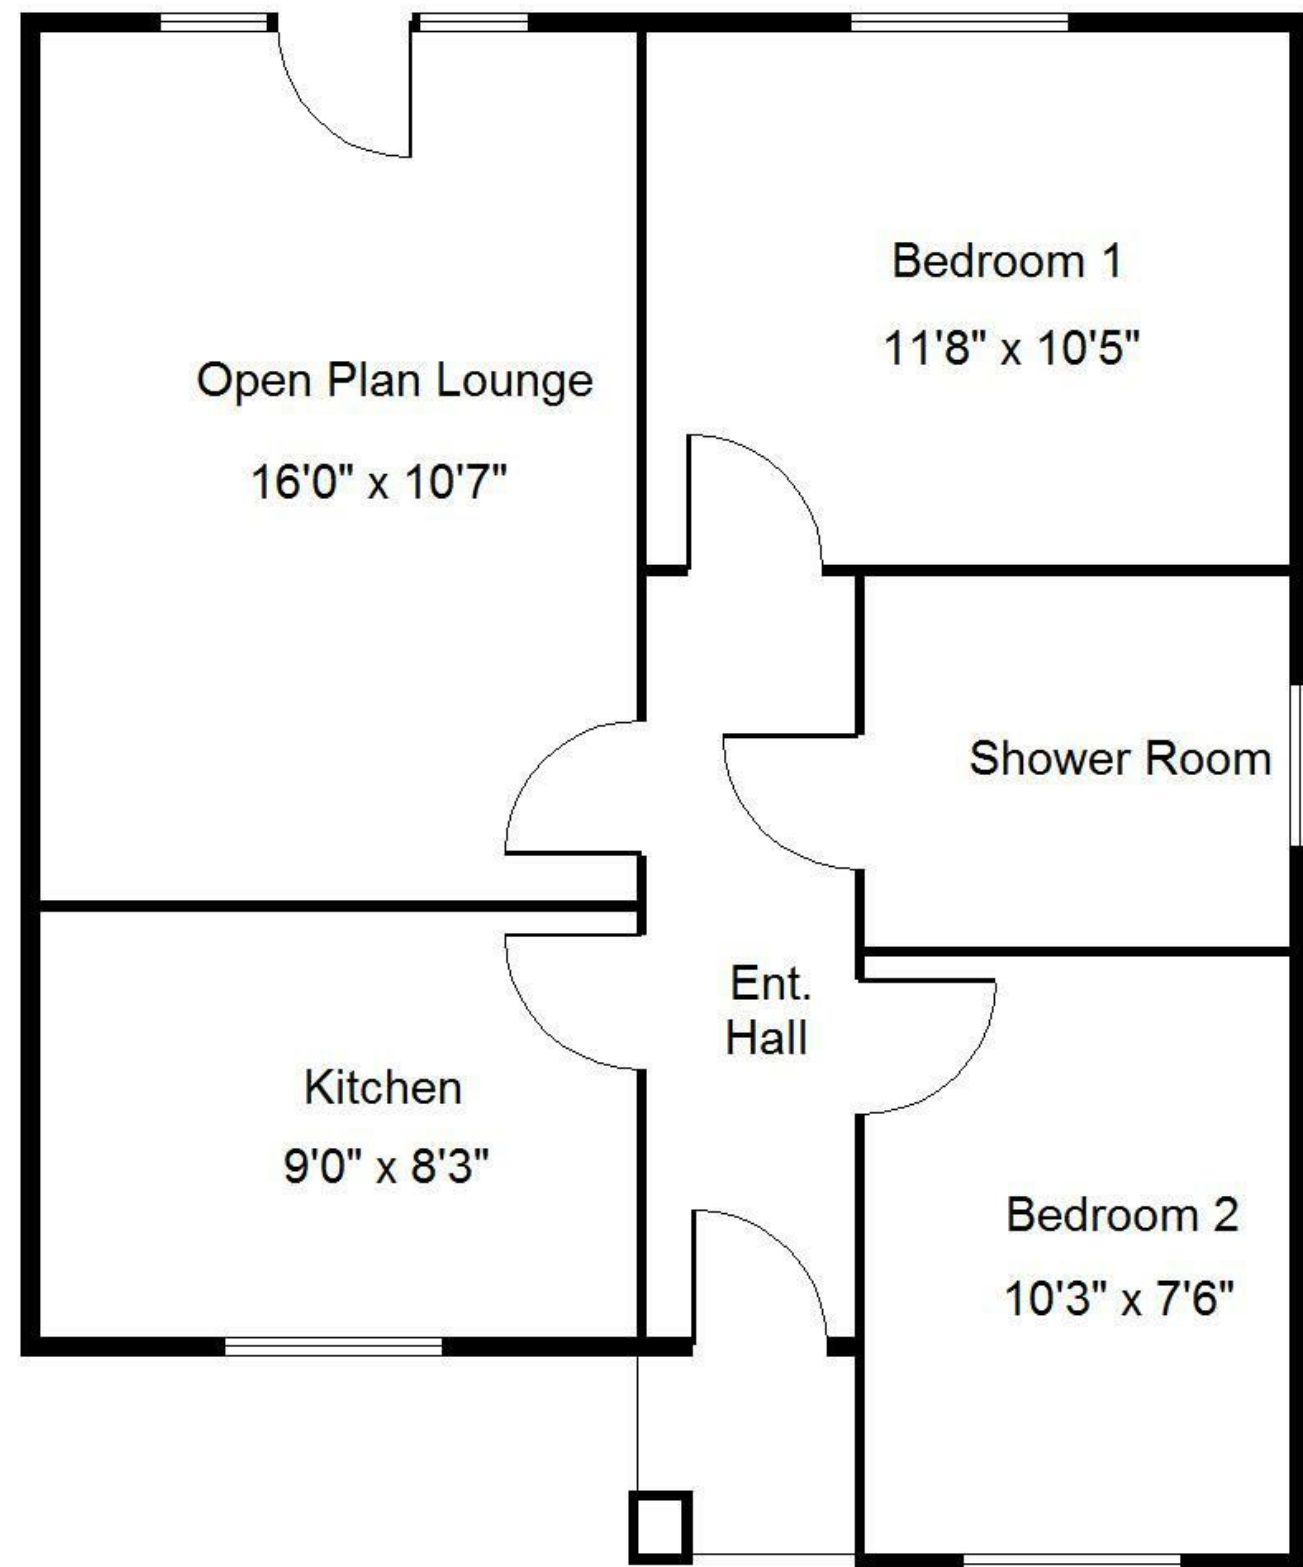 Bedroom 1
11'8" x 10'5"
Open Plan Lounge
16'0" x 10'7"
Shower Room
Ent.
Hall
Kitchen
9'0" x 8'3"
Bedroom 2
10'3" x 7'6"